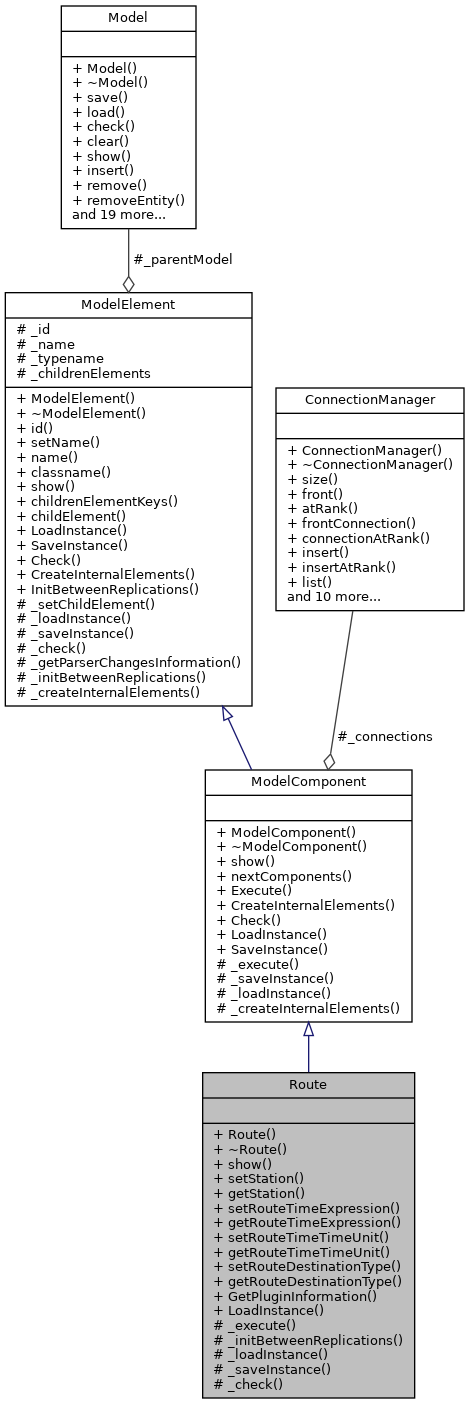 Model
+ Model()
+ ~Model()
+ save()
+ load()
+ check()
+ clear()
+ show()
+ insert()
+ remove()
+ removeEntity()
and 19 more...
#_parentModel
ModelElement
# _id
# _name
# _typename
# _childrenElements
+ ModelElement()
+ ~ModelElement()
+ id()
+ setName()
+ name()
+ classname()
+ show()
+ childrenElementKeys()
+ childElement()
+ LoadInstance()
+ SaveInstance()
+ Check()
+ CreateInternalElements()
+ InitBetweenReplications()
# _setChildElement()
# _loadInstance()
# _saveInstance()
# _check()
# _getParserChangesInformation()
# _initBetweenReplications()
# _createInternalElements()
ConnectionManager
+ ConnectionManager()
+ ~ConnectionManager()
+ size()
+ front()
+ atRank()
+ frontConnection()
+ connectionAtRank()
+ insert()
+ insertAtRank()
+ list()
and 10 more...
#_connections
ModelComponent
+ ModelComponent()
+ ~ModelComponent()
+ show()
+ nextComponents()
+ Execute()
+ CreateInternalElements()
+ Check()
+ LoadInstance()
+ SaveInstance()
# _execute()
# _saveInstance()
# _loadInstance()
# _createInternalElements()
Route
+ Route()
+ ~Route()
+ show()
+ setStation()
+ getStation()
+ setRouteTimeExpression()
+ getRouteTimeExpression()
+ setRouteTimeTimeUnit()
+ getRouteTimeTimeUnit()
+ setRouteDestinationType()
+ getRouteDestinationType()
+ GetPluginInformation()
+ LoadInstance()
# _execute()
# _initBetweenReplications()
# _loadInstance()
# _saveInstance()
# _check()